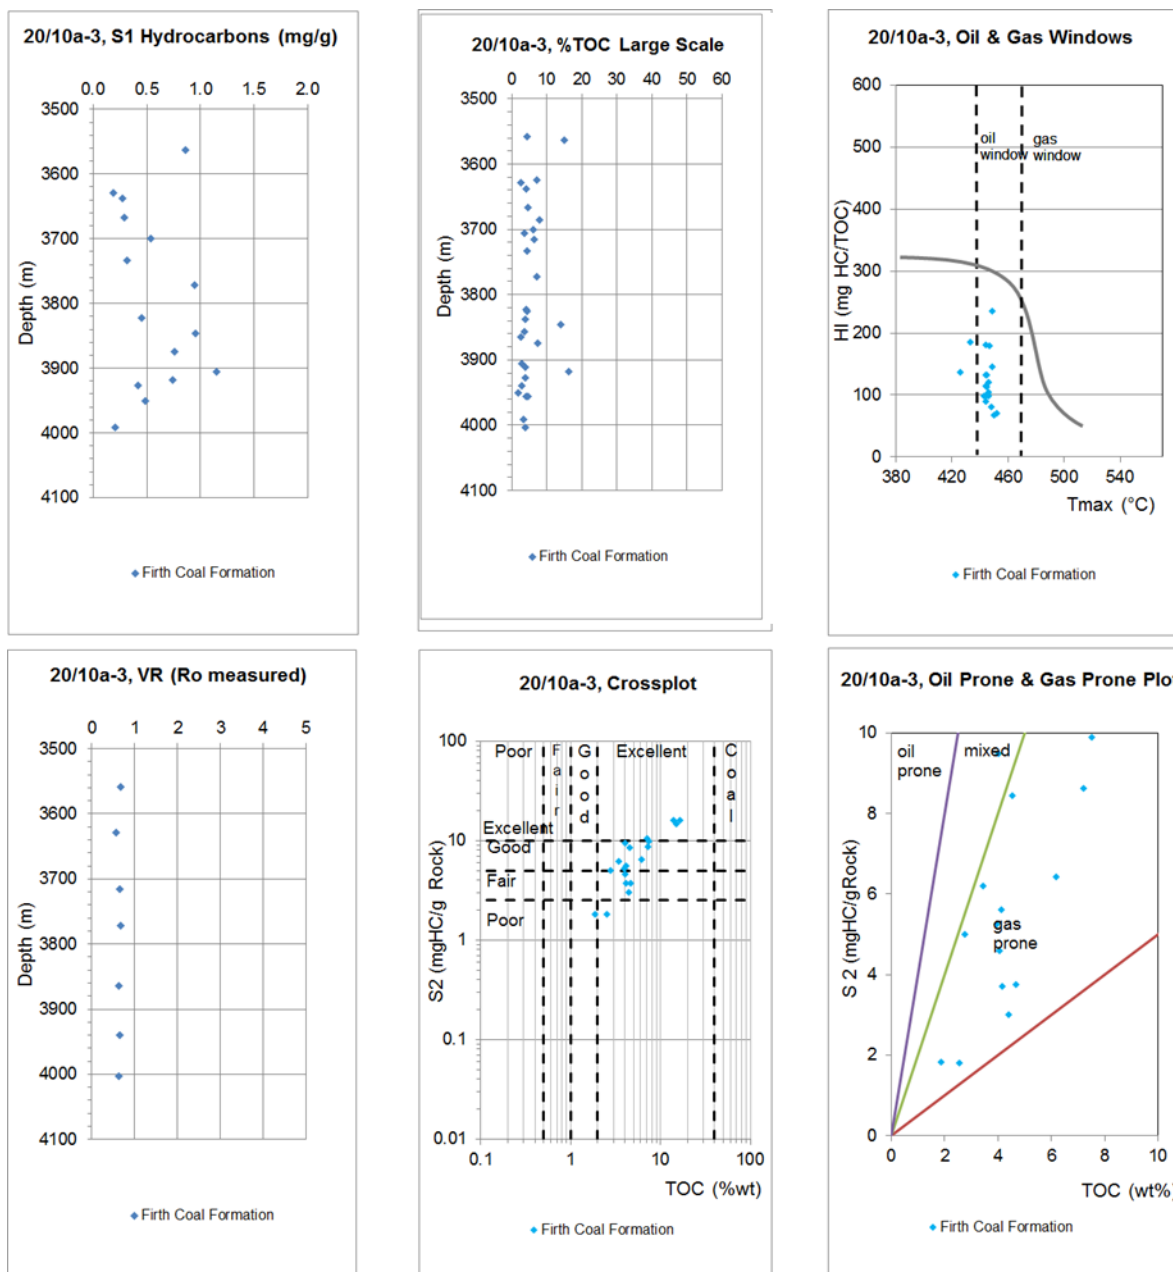 20/10a-3, S1 Hydrocarbons (mg/g)
0.0 0.5 1.0 1.5 2.0
3500
3600
3700
3800
3900
4000
4100
Depth (m)
Firth Coal Formation
20/10a-3, %TOC Large Scale
0 10 20 30 40 50 60
3500
3600
3700
3800
3900
4000
4100
Depth (m)
Firth Coal Formation
20/10a-3, Oil & Gas Windows
600
500
400
300
200
100
0
HI (mg HC/TOC)
oil window
gas window
380 420 460 500 540
Tmax (°C)
Firth Coal Formation
20/10a-3, VR (Ro measured)
0 1 2 3 4 5
3500
3600
3700
3800
3900
4000
4100
Depth (m)
Firth Coal Formation
20/10a-3, Crossplot
100
10
1
0.1
0.01
S2 (mgHC/g Rock)
Poor Fair Good Excellent Coal
Excellent
Good
Fair
Poor
0.1 1 10 100
TOC (%wt)
Firth Coal Formation
20/10a-3, Oil Prone & Gas Prone Plo
10
8
6
4
2
0
S 2 (mgHC/gRock)
oil prone
mixed
gas prone
0 2 4 6 8 10
TOC (wt%)
Firth Coal Formation